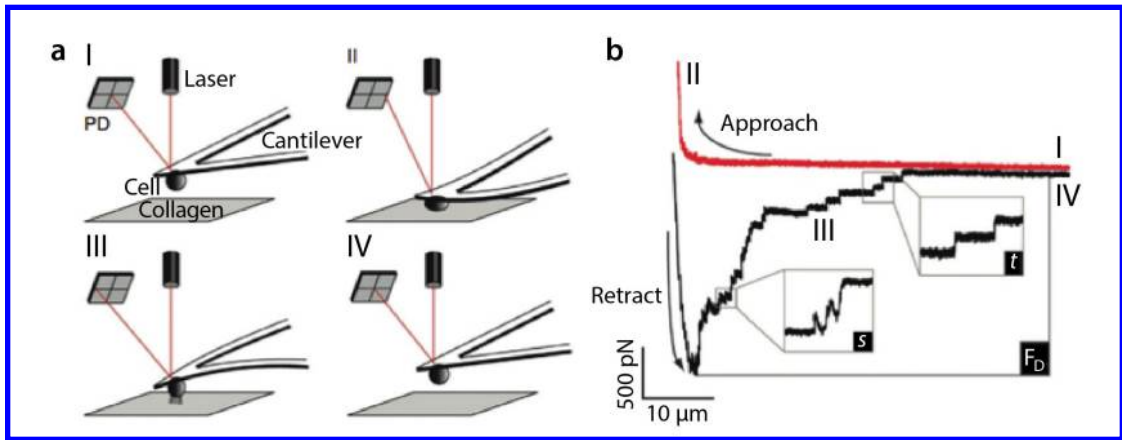 a
I
Laser
PD
Cantilever
Cell
Collagen
II
III
IV
b
II
Approach
I
IV
III
t
Retract
s
F_D
500 pN
10 μm